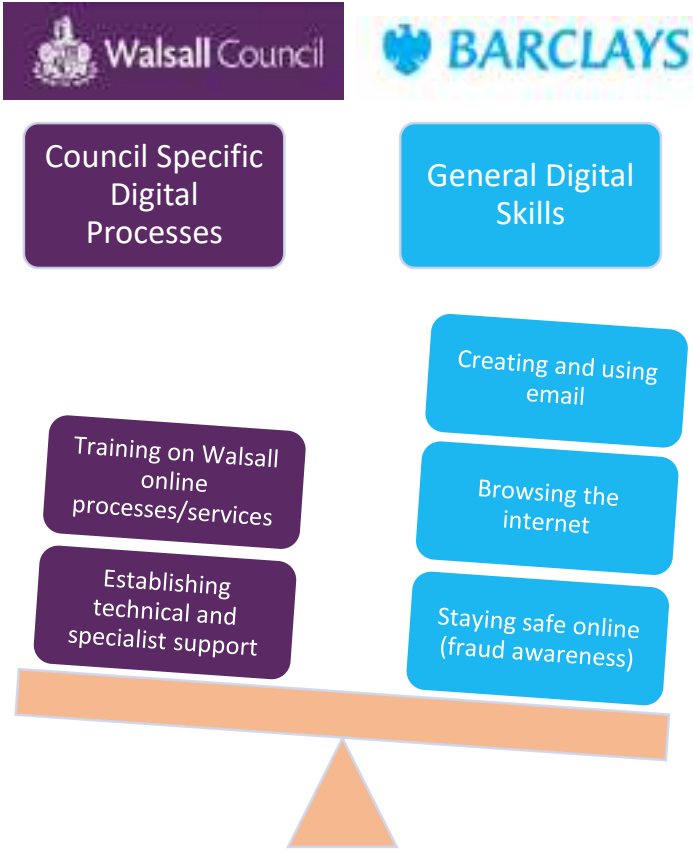 Walsall Council
BARCLAYS
Council Specific
Digital
Processes
General Digital
Skills
Training on Walsall
online
processes/services
Establishing
technical and
specialist support
Creating and using
email
Browsing the
internet
Staying safe online
(fraud awareness)